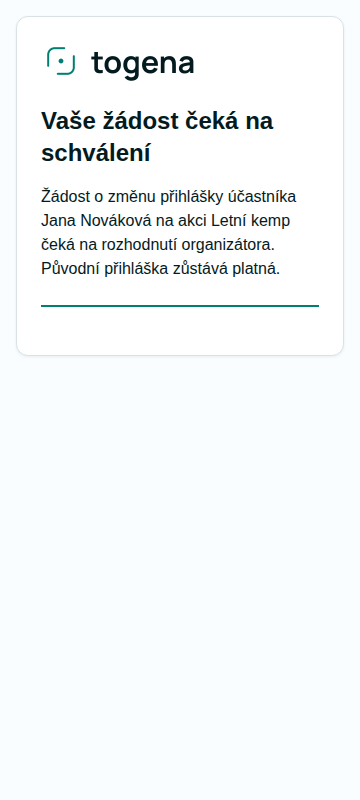 togena
Vaše žádost čeká na
schválení
Žádost o změnu přihlášky účastníka
Jana Nováková na akci Letní kemp
čeká na rozhodnutí organizátora.
Původní přihláška zůstává platná.